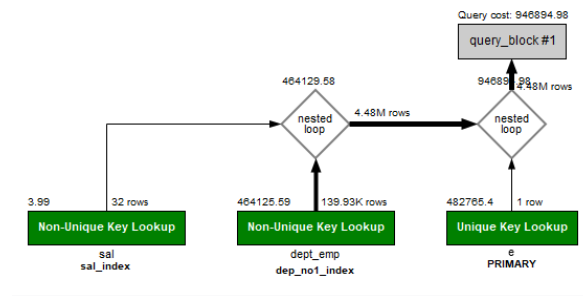 Query cost: 946894.98
query_block #1
464129.58
946894.98
4.48M rows
nested
loop
4.48M rows
nested
loop
3.99
32 rows
464125.59
139.93K rows
482765.4
1 row
Non-Unique Key Lookup
Non-Unique Key Lookup
Unique Key Lookup
sal
dept_emp
e
sal_index
dep_no1_index
PRIMARY